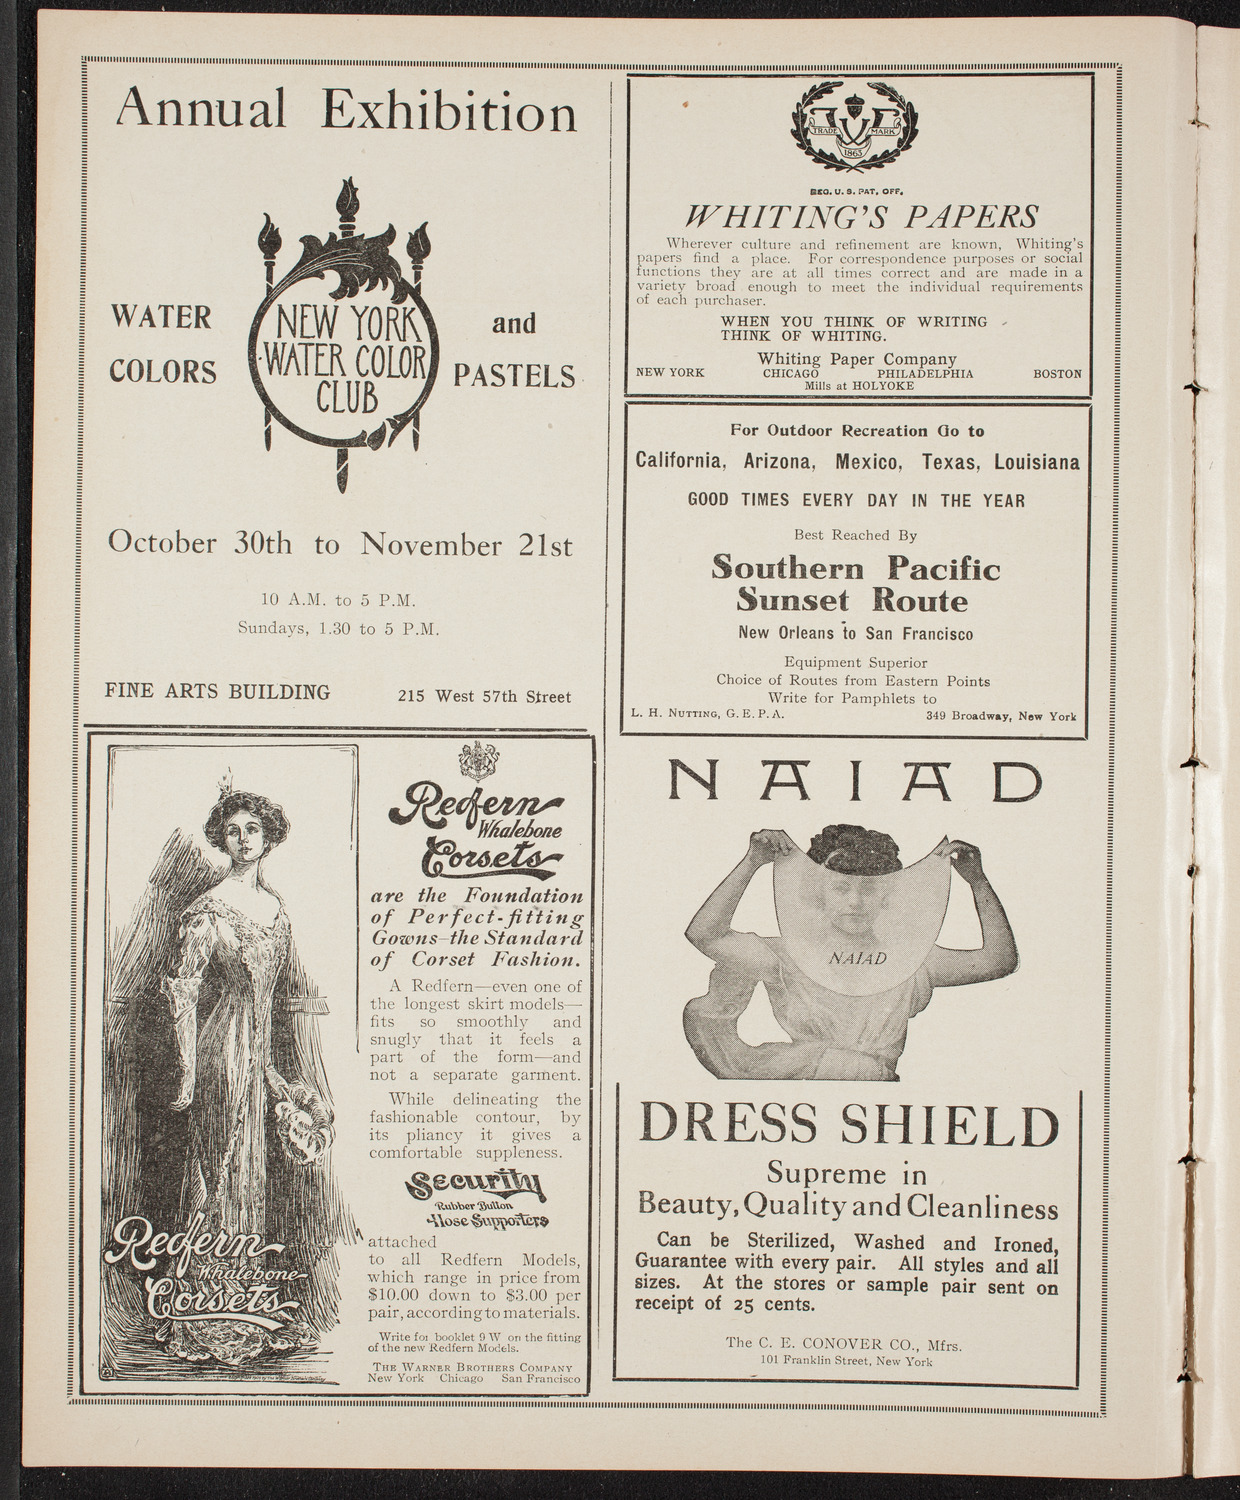 Annual Exhibition
WATER
COLORS
NEW YORK
WATER COLOR
CLUB
and
PASTELS
October 30th to November 21st
10 A.M. to 5 P.M.
Sundays, 1.30 to 5 P.M.
FINE ARTS BUILDING 215 West 57th Street
Redfern
Whalebone
Corsets
are the Foundation
of Perfect-fitting
Gowns—the Standard
of Corset Fashion.
A Redfern—even one of
the longest skirt models—
fits so smoothly and
snugly that it feels a
part of the form—and
not a separate garment.
While delineating the
fashionable contour, by
its pliancy it gives a
comfortable suppleness.
Security
Rubber Button
Hose Supporters
attached
to all Redfern Models,
which range in price from
$10.00 down to $3.00 per
pair, according to materials.
Write for booklet 9 W on the fitting
of the new Redfern Models.
THE WARNER BROTHERS COMPANY
New York Chicago San Francisco
Redfern
Whalebone
Corsets
TRADE MARK
1865
REG. U. S. PAT. OFF.
WHITING'S PAPERS
Wherever culture and refinement are known, Whiting's
papers find a place. For correspondence purposes or social
functions they are at all times correct and are made in a
variety broad enough to meet the individual requirements
of each purchaser.
WHEN YOU THINK OF WRITING
THINK OF WHITING.
Whiting Paper Company
NEW YORK CHICAGO PHILADELPHIA BOSTON
Mills at HOLYOKE
For Outdoor Recreation Go to
California, Arizona, Mexico, Texas, Louisiana
GOOD TIMES EVERY DAY IN THE YEAR
Best Reached By
Southern Pacific
Sunset Route
New Orleans to San Francisco
Equipment Superior
Choice of Routes from Eastern Points
Write for Pamphlets to
L. H. NUTTING, G. E. P. A. 349 Broadway, New York
NAIAD
NAIAD
DRESS SHIELD
Supreme in
Beauty, Quality and Cleanliness
Can be Sterilized, Washed and Ironed,
Guarantee with every pair. All styles and all
sizes. At the stores or sample pair sent on
receipt of 25 cents.
The C. E. CONOVER CO., Mfrs.
101 Franklin Street, New York